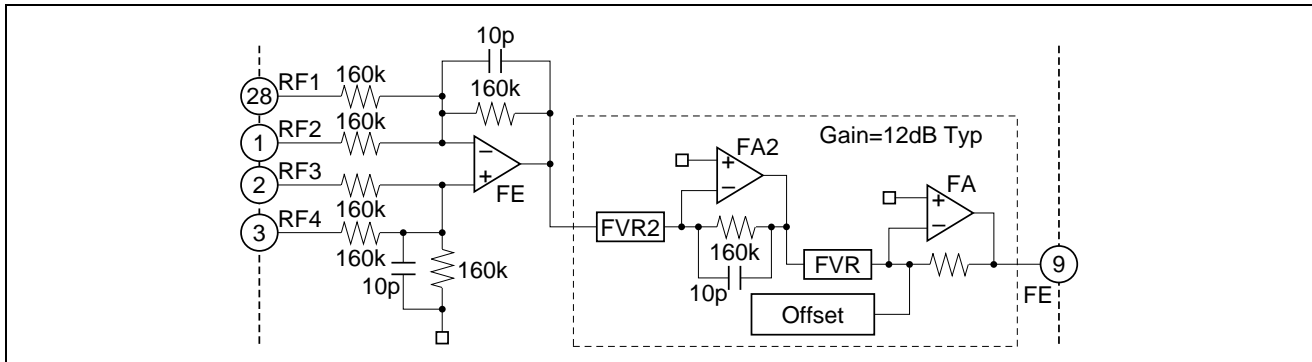 10p
160k
28
RF1
160k
160k
1
RF2
Gain=12dB Typ
FA2
2
RF3
FE
FA
3
RF4
160k
FVR2
160k
160k
160k
10p
10p
FVR
9
FE
Offset